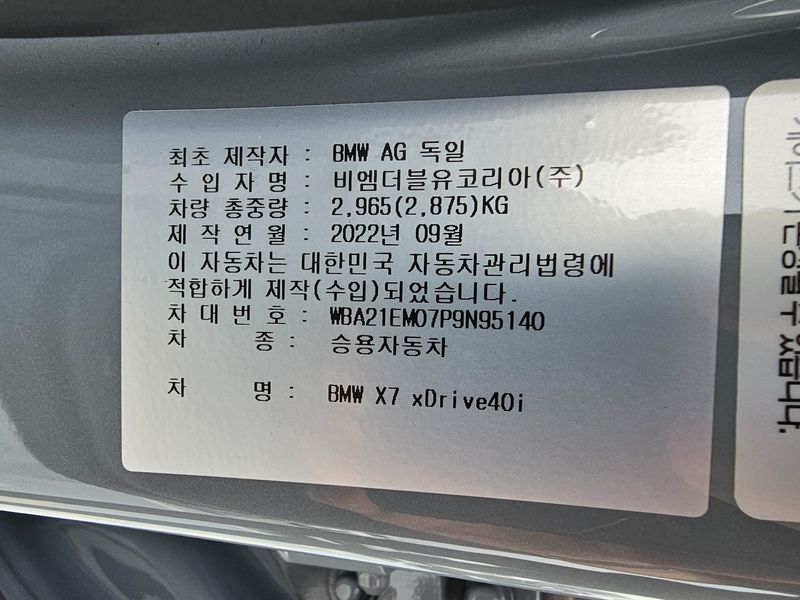 최초 제작자 : BMW AG 독일
수 입 자 명 : 비엠더블유코리아(주)
차량 총중량 : 2,965(2,875)KG
제 작 연 월 : 2022년 09월
이 자동차는 대한민국 자동차관리법령에
적합하게 제작(수입)되었습니다.
차 대 번 호 : WBA21EM07P9N95140
차 종 : 승용자동차
차 명 : BMW X7 xDrive40i